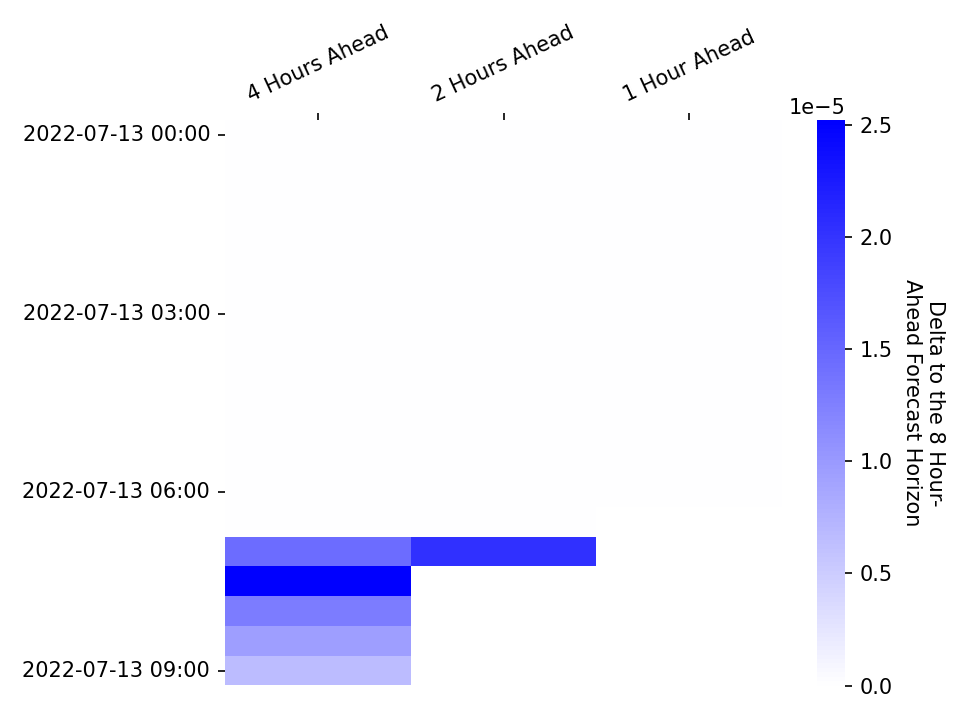 4 Hours Ahead
2 Hours Ahead
1 Hour Ahead
1e−5
2022-07-13 00:00
2022-07-13 03:00
2022-07-13 06:00
2022-07-13 09:00
2.5
2.0
1.5
1.0
0.5
0.0
Delta to the 8 Hour-
Ahead Forecast Horizon